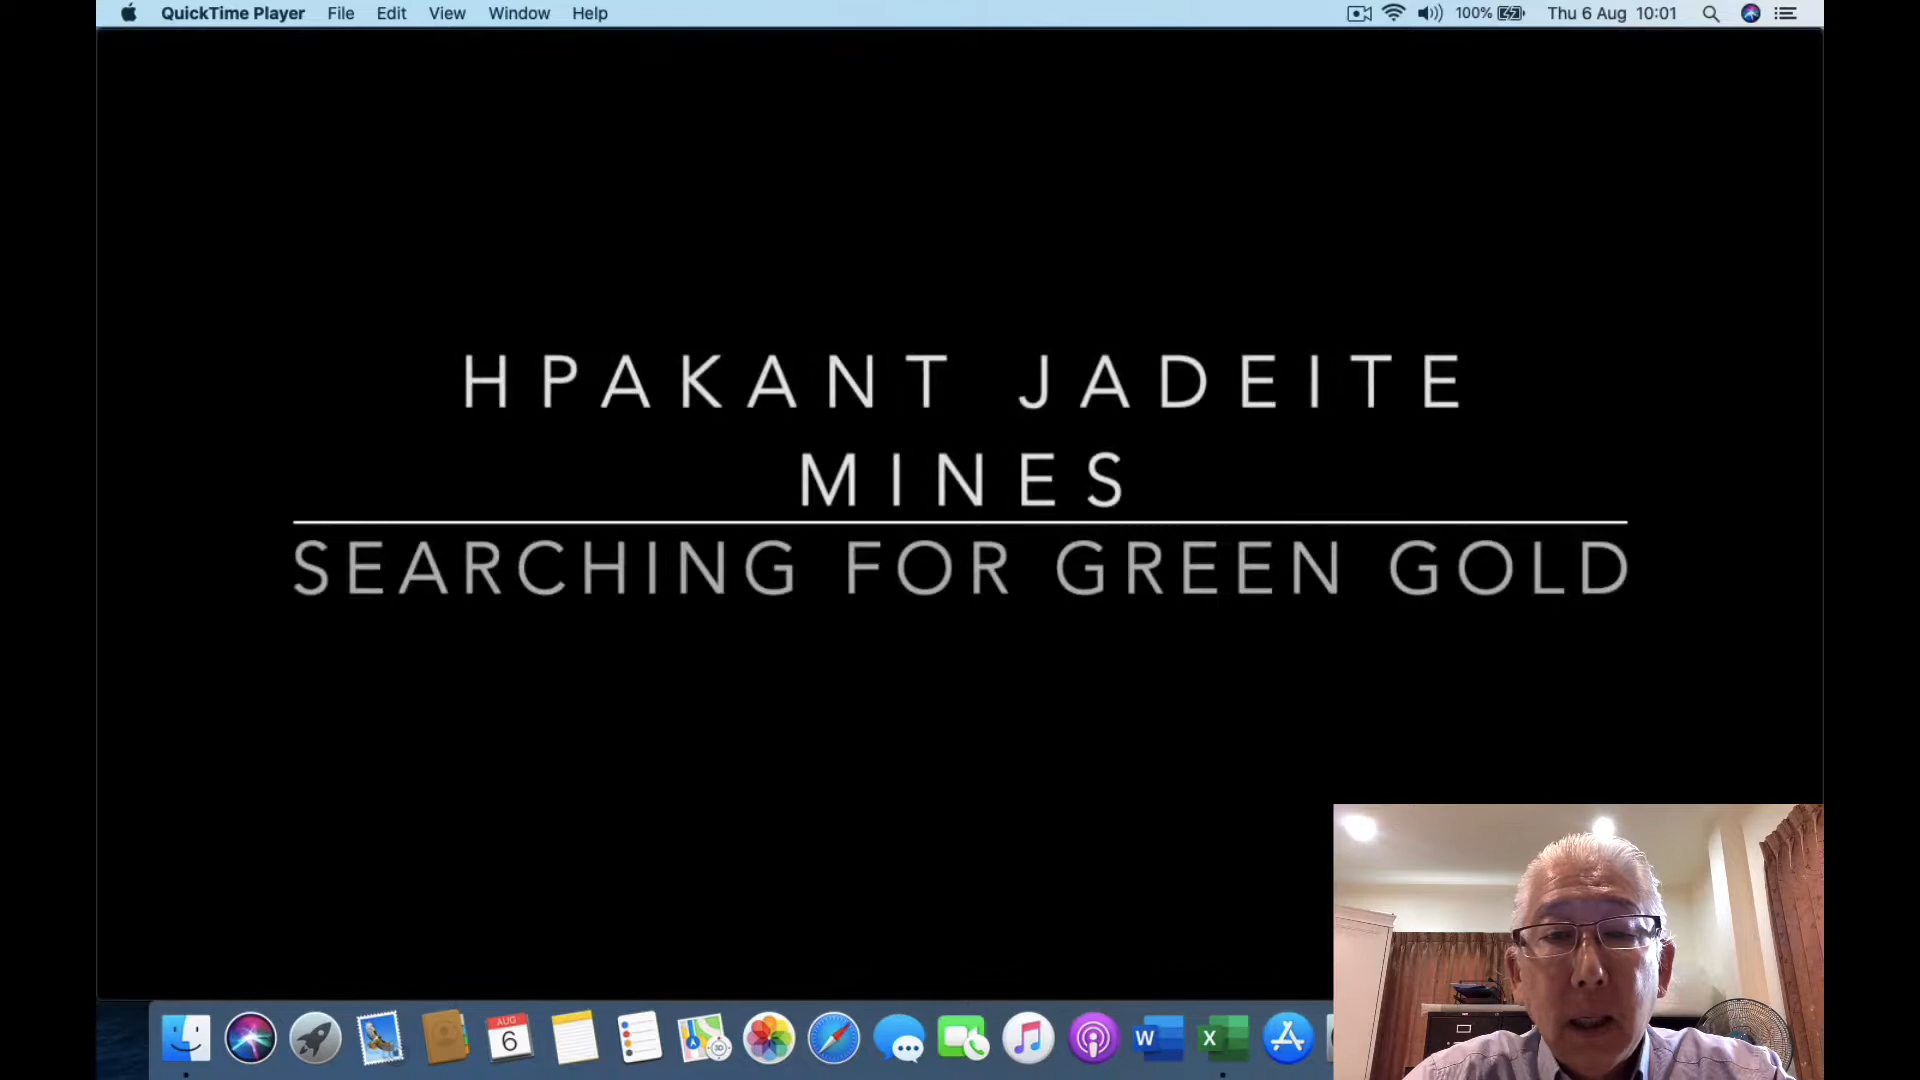 QuickTime Player File Edit View Window Help 100% Thu 6 Aug 10:01
HPAKANT JADEITE
MINES
SEARCHING FOR GREEN GOLD
AUG
6
3D
W
X